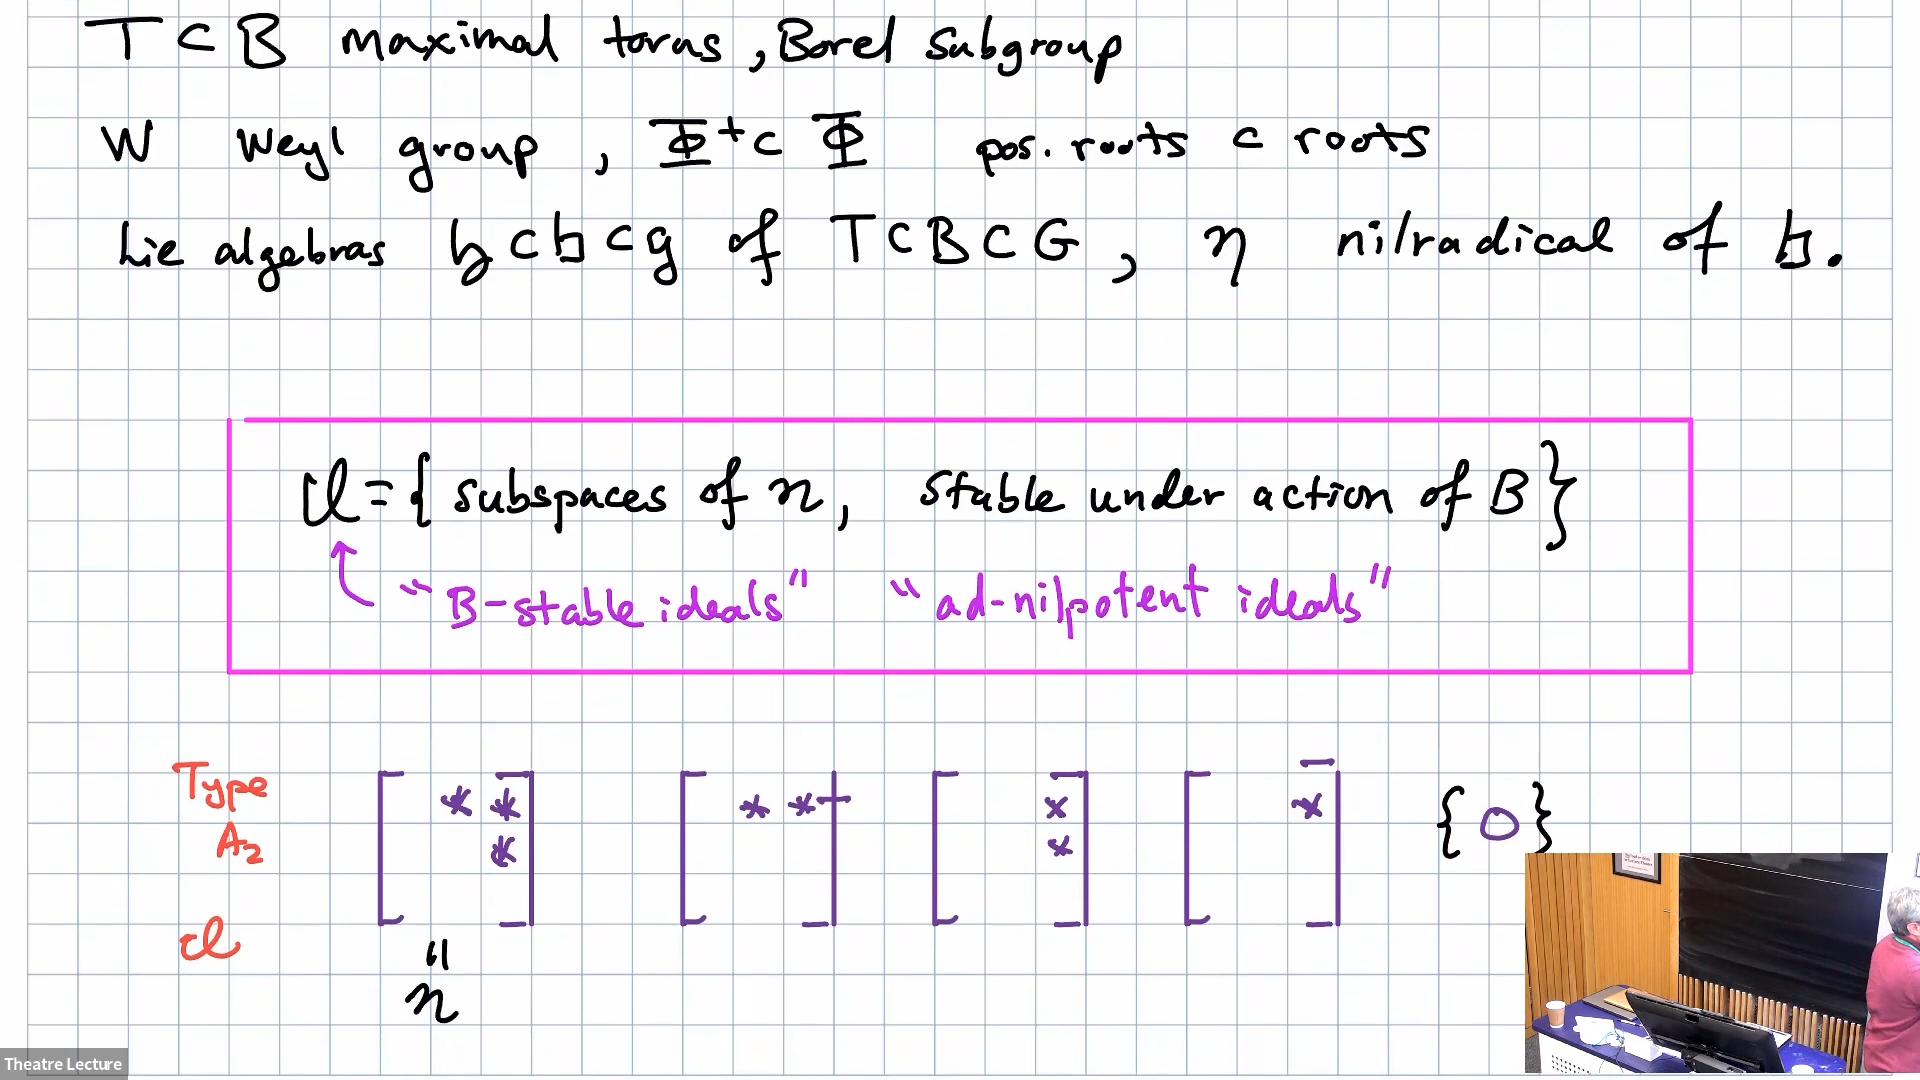 T ⊂ B maximal torus, Borel subgroup
W Weyl group, Φ⁺ ⊂ Φ pos. roots ⊂ roots
Lie algebras 𝔥 ⊂ 𝔟 ⊂ 𝔤 of T ⊂ B ⊂ G, 𝔫 nilradical of 𝔟.
= { subspaces of 𝔫, stable under action of B }
"B-stable ideals" "ad-nilpotent ideals"
Type A₂
[ * * * ] [ * * ] [ * * ] [ * ] { 0 }
"
𝔫
Theatre Lecture